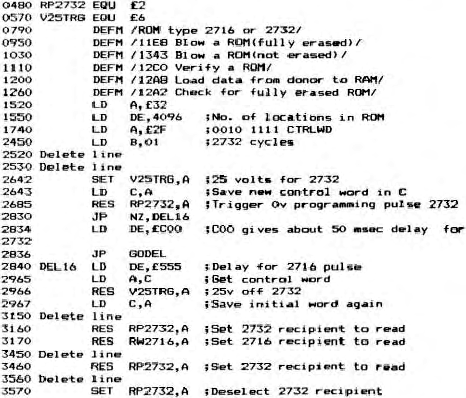 0480 RP2732 EQU £2
0570 V25TRG EQU £6
0790 DEFM /ROM type 2716 or 2732/
0950 DEFM /11E8 Blow a ROM(fully erased)/
1030 DEFM /1343 Blow a ROM(not erased)/
1110 DEFM /12C0 Verify a ROM/
1200 DEFM /12A8 Load data from donor to RAM/
1260 DEFM /12A2 Check for fully erased ROM/
1520 LD A,£32
1550 LD DE,4096 ;No. of locations in ROM
1740 LD A,£2F ;0010 1111 CTRLWD
2450 LD B,01 ;2732 cycles
2520 Delete line
2530 Delete line
2642 SET V25TRG,A ;25 volts for 2732
2643 LD C,A ;Save new control word in C
2685 RES RP2732,A ;Trigger 0v programming pulse 2732
2830 JP NZ,DEL16
2834 LD DE,£C00 ;C00 gives about 50 msec delay for
2732
2836 JP GODEL
2840 DEL16 LD DE,£555 ;Delay for 2716 pulse
2965 LD A,C ;Get control word
2966 RES V25TRG,A ;25v off 2732
2967 LD C,A ;Save initial word again
3150 Delete line
3160 RES RP2732,A ;Set 2732 recipient to read
3170 RES RW2716,A ;Set 2716 recipient to read
3450 Delete line
3460 RES RP2732,A ;Set 2732 recipient to read
3560 Delete line
3570 SET RP2732,A ;Deselect 2732 recipient